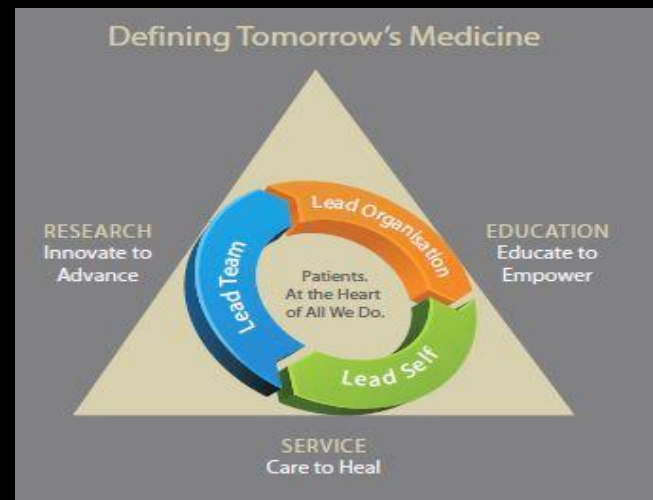 Defining Tomorrow's Medicine
RESEARCH
Innovate to
Advance
EDUCATION
Educate to
Empower
Lead Team
Lead Organisation
Lead Self
Patients.
At the Heart
of All We Do.
SERVICE
Care to Heal